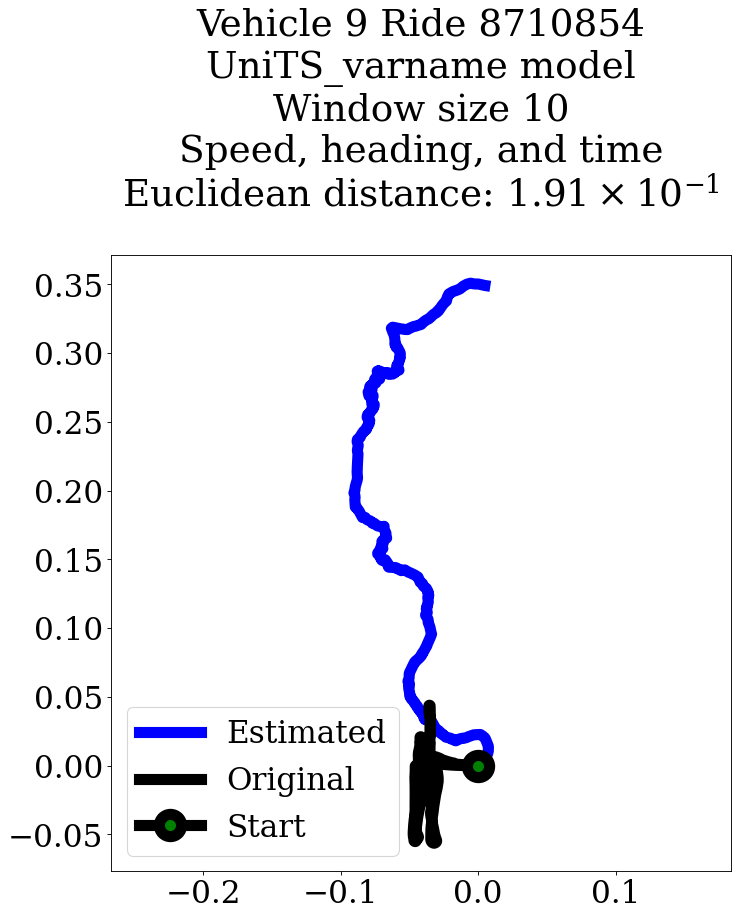 Vehicle 9 Ride 8710854
UniTS_varname model
Window size 10
Speed, heading, and time
Euclidean distance: 1.91 × 10⁻¹
0.35
0.30
0.25
0.20
0.15
0.10
0.05
0.00
−0.05
Estimated
Original
Start
−0.2 −0.1 0.0 0.1